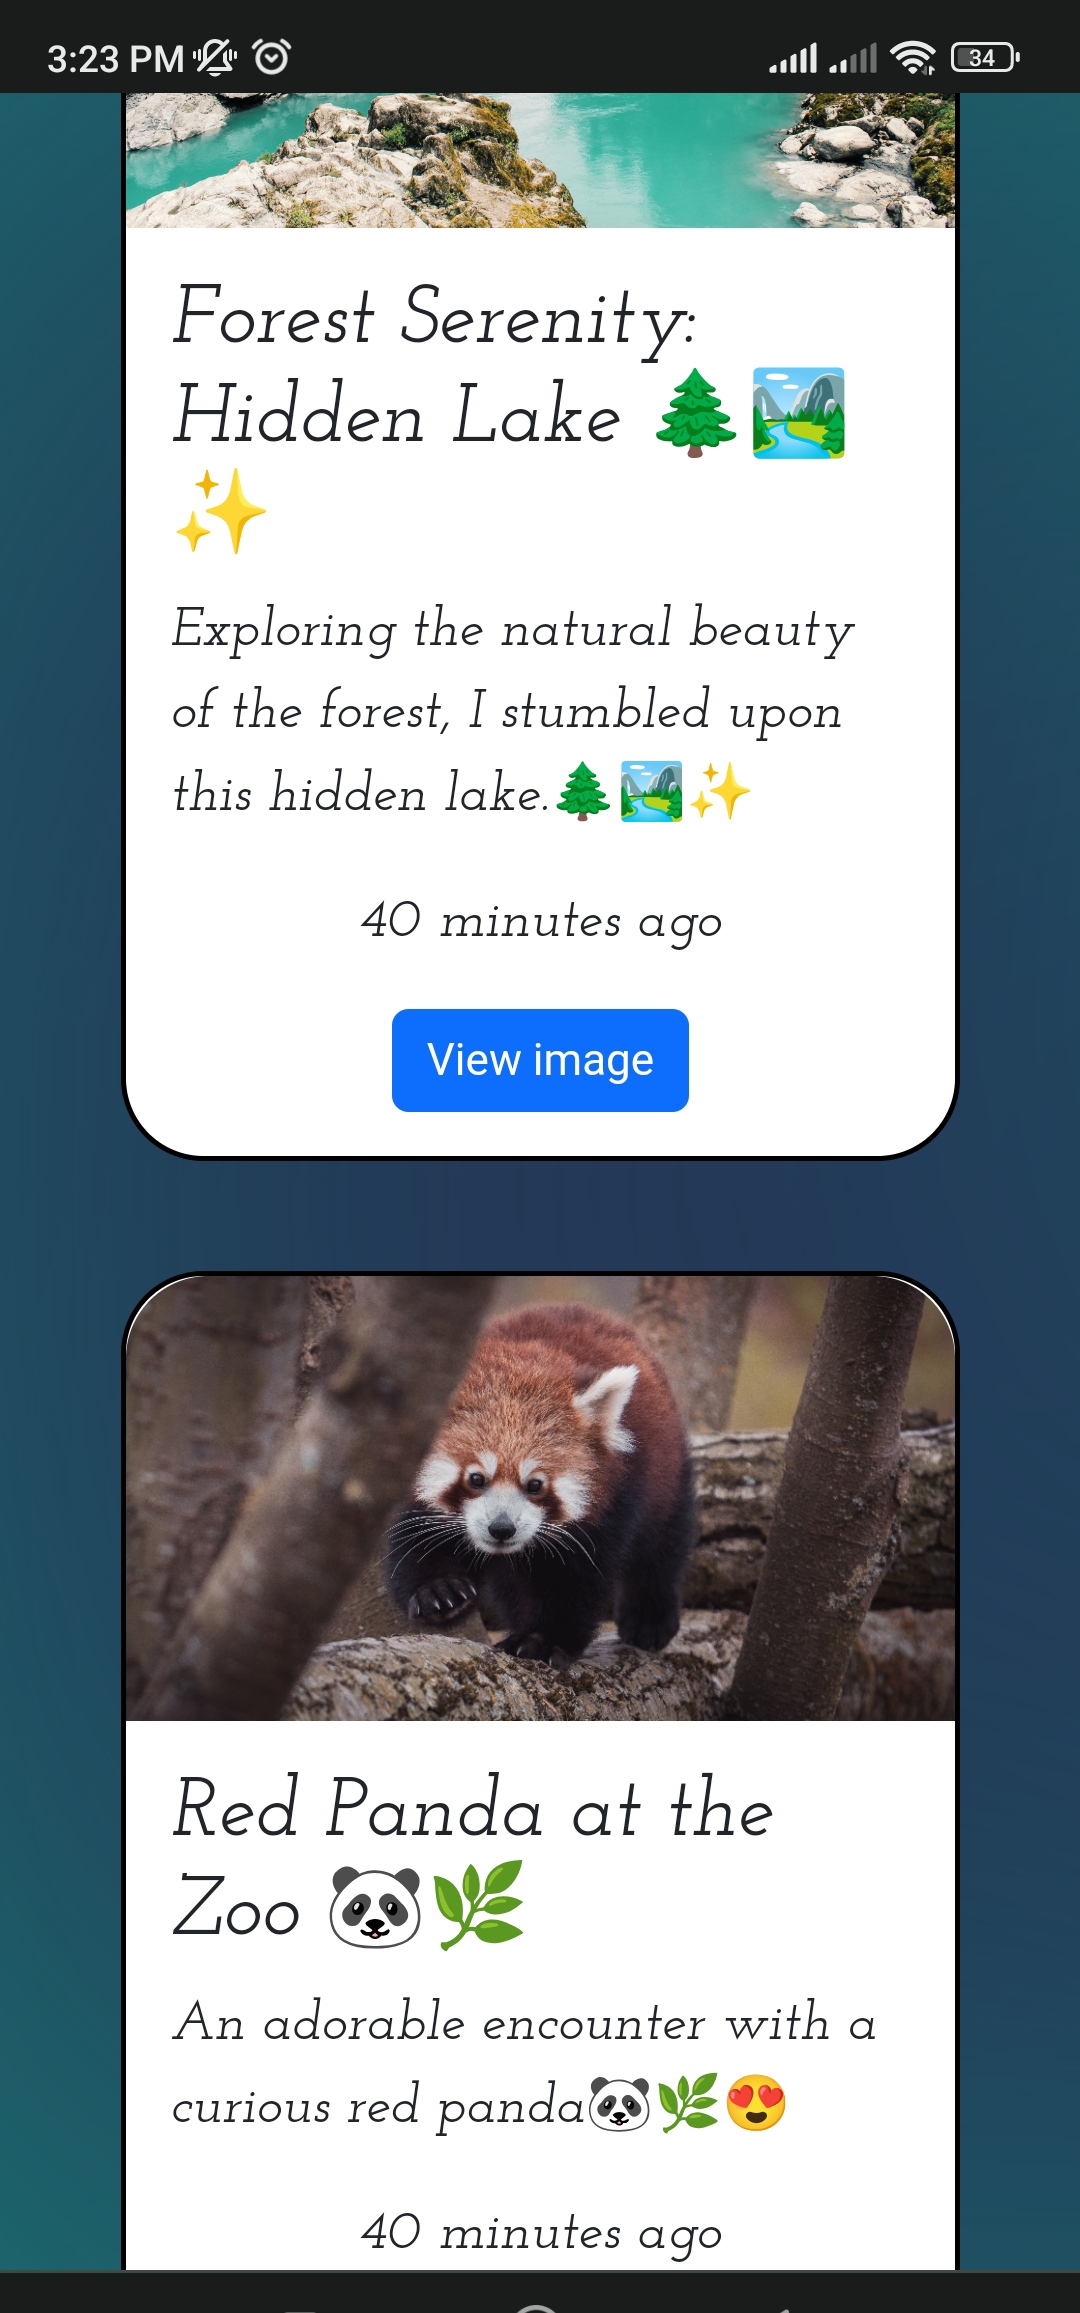 3:23 PM 34
Forest Serenity:
Hidden Lake 🌲🏞️
✨
Exploring the natural beauty
of the forest, I stumbled upon
this hidden lake.🌲🏞️✨
40 minutes ago
View image
Red Panda at the
Zoo 🐼🌿
An adorable encounter with a
curious red panda🐼🌿😍
40 minutes ago